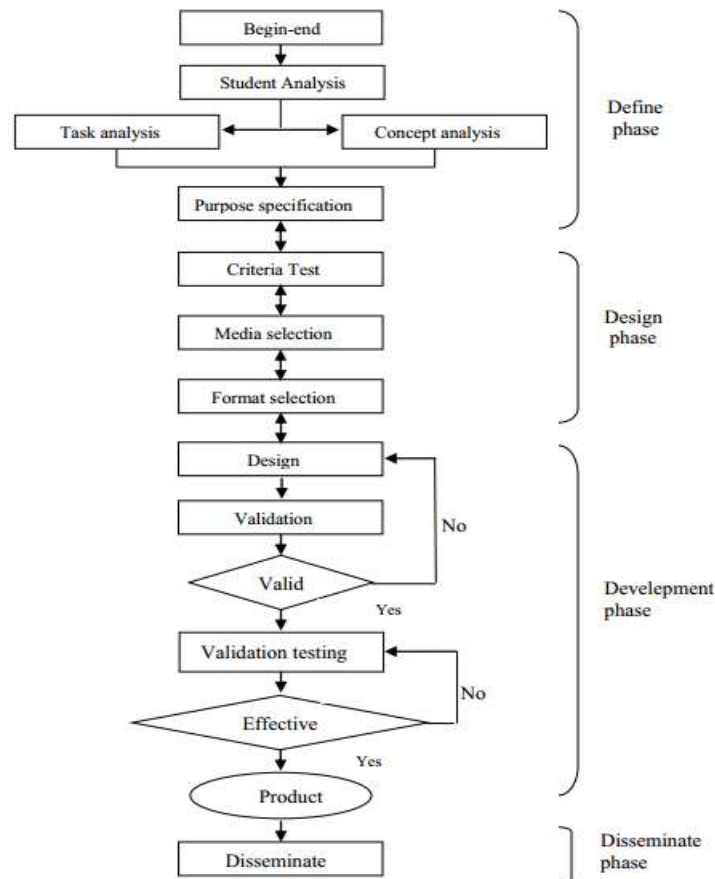 Begin-end
Student Analysis
Define
phase
Task analysis
Concept analysis
Purpose specification
Criteria Test
Design
phase
Media selection
Format selection
Design
Validation
No
Valid
Develepment
phase
Yes
Validation testing
No
Effective
Yes
Product
Disseminate
Disseminate
phase